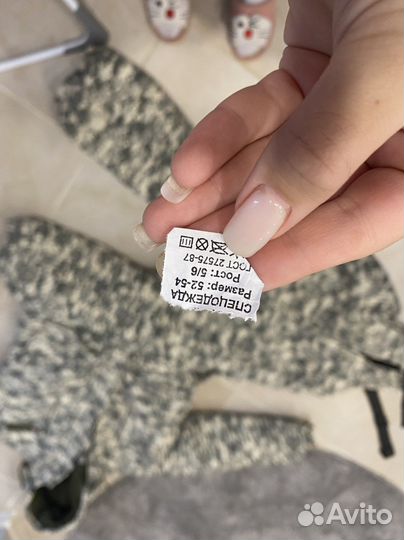 СПЕЦОДЕЖДА
Размер: 52-54
Рост: 5/6
ГОСТ 27575-87
Avito